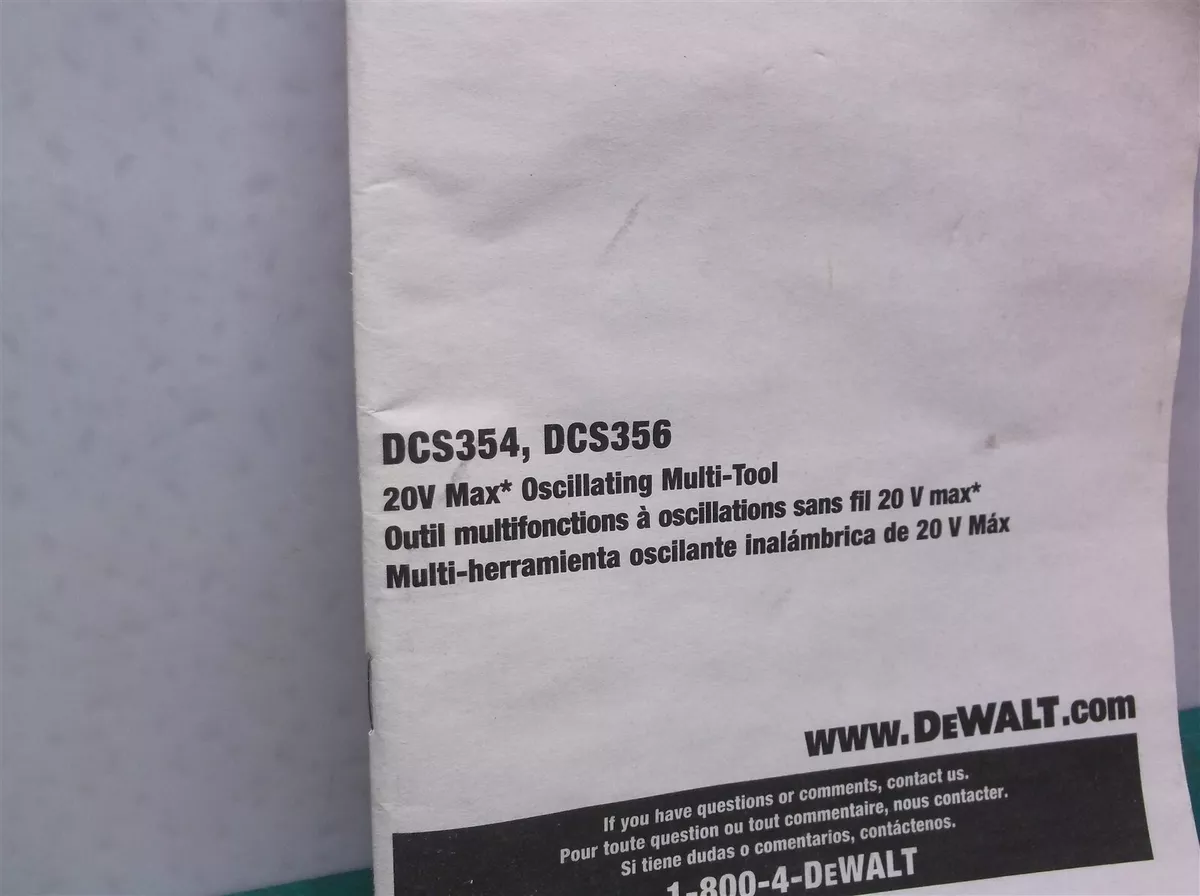 DCS354, DCS356
20V Max* Oscillating Multi-Tool
Outil multifonctions à oscillations sans fil 20 V max*
Multi-herramienta oscilante inalámbrica de 20 V Máx
www.DEWALT.com
If you have questions or comments, contact us.
Pour toute question ou tout commentaire, nous contacter.
Si tiene dudas o comentarios, contáctenos.
1-800-4-DEWALT